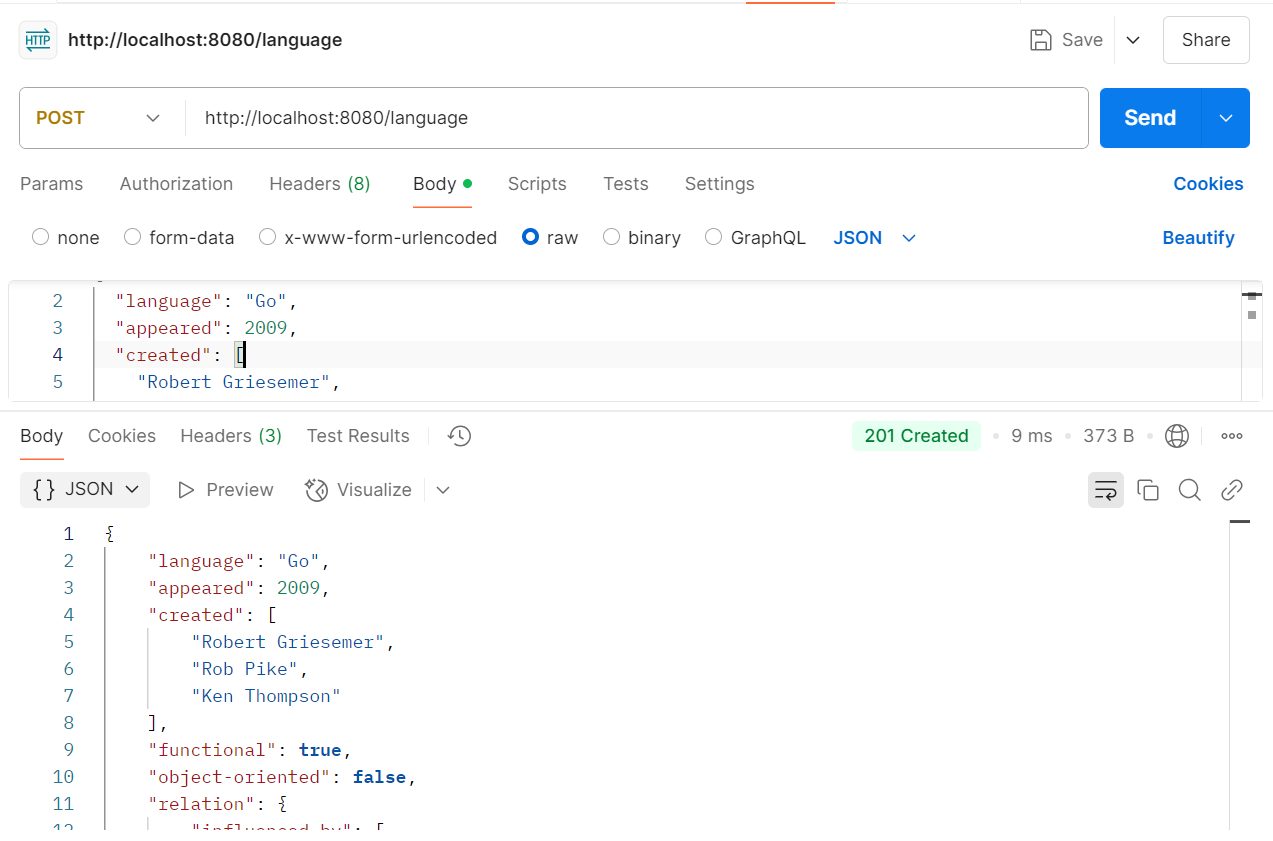 HTTP http://localhost:8080/language Save Share
POST http://localhost:8080/language Send
Params Authorization Headers (8) Body Scripts Tests Settings Cookies
none form-data x-www-form-urlencoded raw binary GraphQL JSON Beautify
2 "language": "Go",
3 "appeared": 2009,
4 "created": [
5 "Robert Griesemer",
Body Cookies Headers (3) Test Results 201 Created • 9 ms • 373 B •
{} JSON Preview Visualize
1 {
2 "language": "Go",
3 "appeared": 2009,
4 "created": [
5 "Robert Griesemer",
6 "Rob Pike",
7 "Ken Thompson"
8 ],
9 "functional": true,
10 "object-oriented": false,
11 "relation": {
12 "influenced-by": [